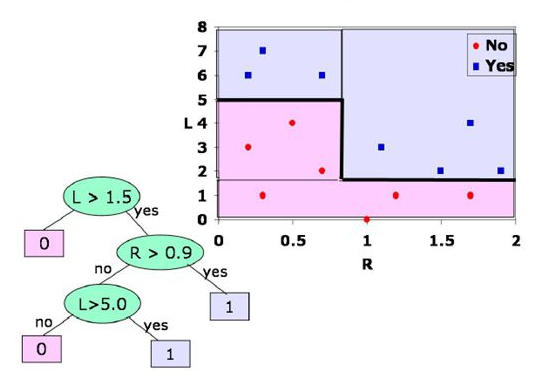 8
7
6
5
L 4
3
2
1
0
No
Yes
0 0.5 1 1.5 2
R
L > 1.5
yes
0
R > 0.9
no
yes
L>5.0
1
no
yes
0
1